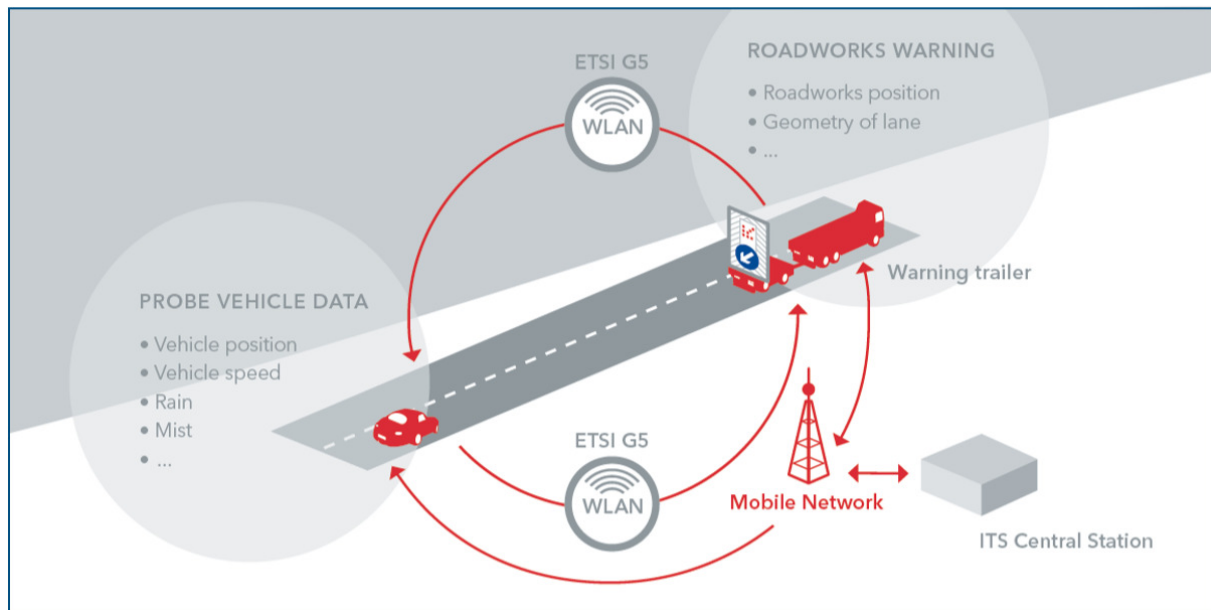 ETSI G5
WLAN
ROADWORKS WARNING
• Roadworks position
• Geometry of lane
• ...
Warning trailer
PROBE VEHICLE DATA
• Vehicle position
• Vehicle speed
• Rain
• Mist
• ...
ETSI G5
WLAN
Mobile Network
ITS Central Station